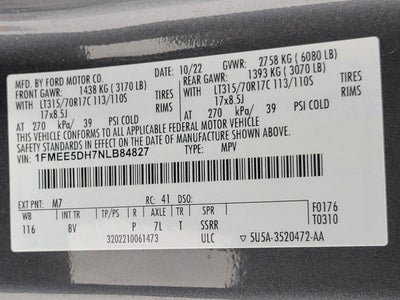 MFD. BY FORD MOTOR CO. 10/22 GVWR: 2758 KG (6080 LB)
FRONT GAWR: 1438 KG (3170 LB) REAR GAWR: 1393 KG (3070 LB)
WITH LT315/70R17C 113/110S TIRES WITH LT315/70R17C 113/110S TIRES
17x8.5J RIMS 17x8.5J RIMS
AT 270 kPa/ 39 PSI COLD AT 270 kPa/ 39 PSI COLD
THIS VEHICLE CONFORMS TO ALL APPLICABLE FEDERAL MOTOR VEHICLE
SAFETY STANDARDS IN EFFECT ON THE DATE OF MANUFACTURE SHOWN ABOVE.
VIN: 1FMEE5DH7NLB84827 TYPE: MPV
EXT PNT: M7 RC: 41 DSO:
WB INT TR TP/PS R AXLE TR SPR F0176
116 8V P 7L T SSRR T0310
3202210061473 ULC ▽ 5U5A-3520472-AA